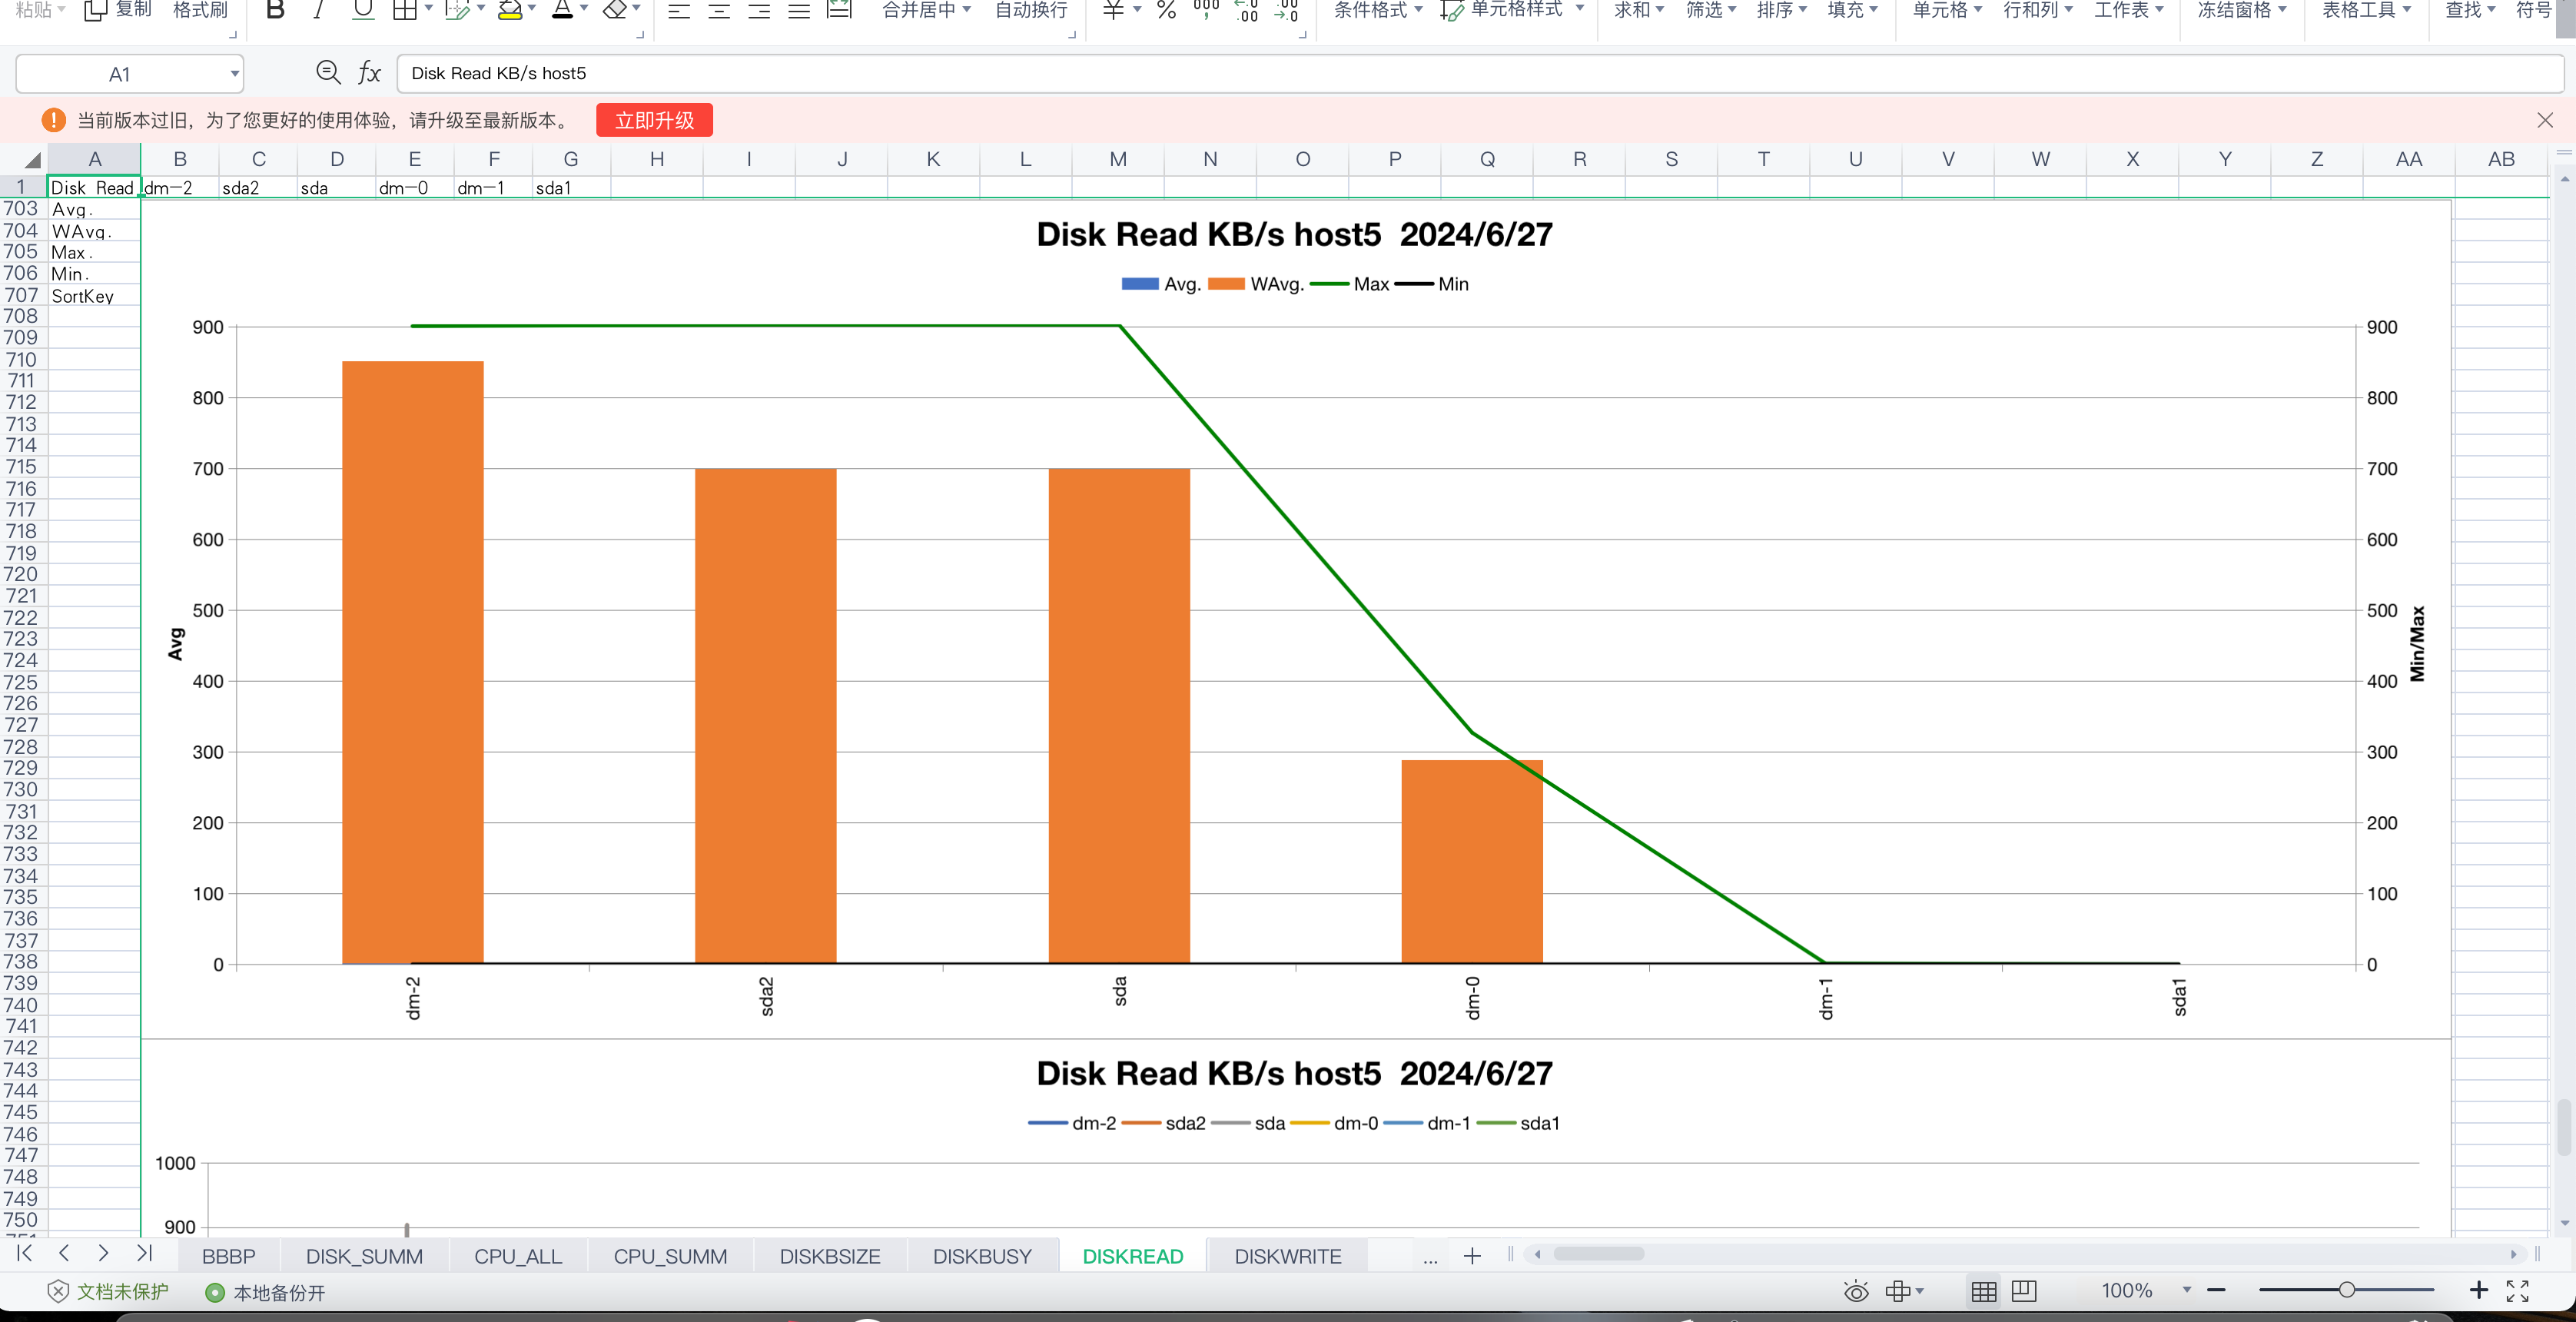 粘贴 复制 格式刷 B I U A 合并居中 自动换行 ¥ % 000 .00 .00 .0 条件格式 单元格样式 求和 筛选 排序 填充 单元格 行和列 工作表 冻结窗格 表格工具 查找 符号
A1 fx Disk Read KB/s host5
当前版本过旧，为了您更好的使用体验，请升级至最新版本。 立即升级
A B C D E F G H I J K L M N O P Q R S T U V W X Y Z AA AB
1 Disk Read dm-2 sda2 sda dm-0 dm-1 sda1
703 Avg.
704 WAvg.
705 Max.
706 Min.
707 SortKey
708
709
710
711
712
713
714
715
716
717
718
719
720
721
722
723
724
725
726
727
728
729
730
731
732
733
734
735
736
737
738
739
740
741
742
743
744
745
746
747
748
749
750
Disk Read KB/s host5 2024/6/27
Avg. WAvg. Max Min
900 900
800 800
700 700
600 600
500 500
400 400
300 300
200 200
100 100
0 0
Avg
Min/Max
dm-2 sda2 sda dm-0 dm-1 sda1
Disk Read KB/s host5 2024/6/27
dm-2 sda2 sda dm-0 dm-1 sda1
1000
900
BBBP DISK_SUMM CPU_ALL CPU_SUMM DISKBSIZE DISKBUSY DISKREAD DISKWRITE ... +
文档未保护 本地备份开 100%